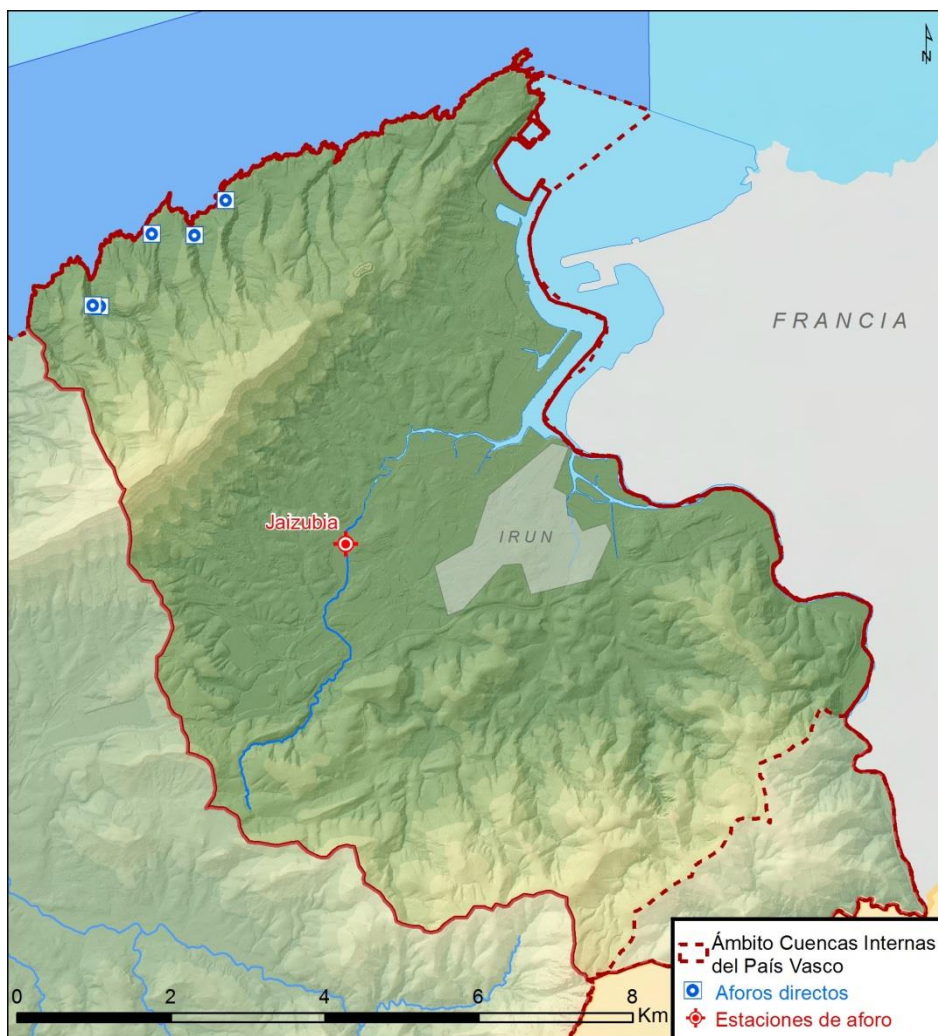 N
FRANCIA
Jaizubia
IRUN
0 2 4 6 8
Km
Ámbito Cuencas Internas
del País Vasco
Aforos directos
Estaciones de aforo